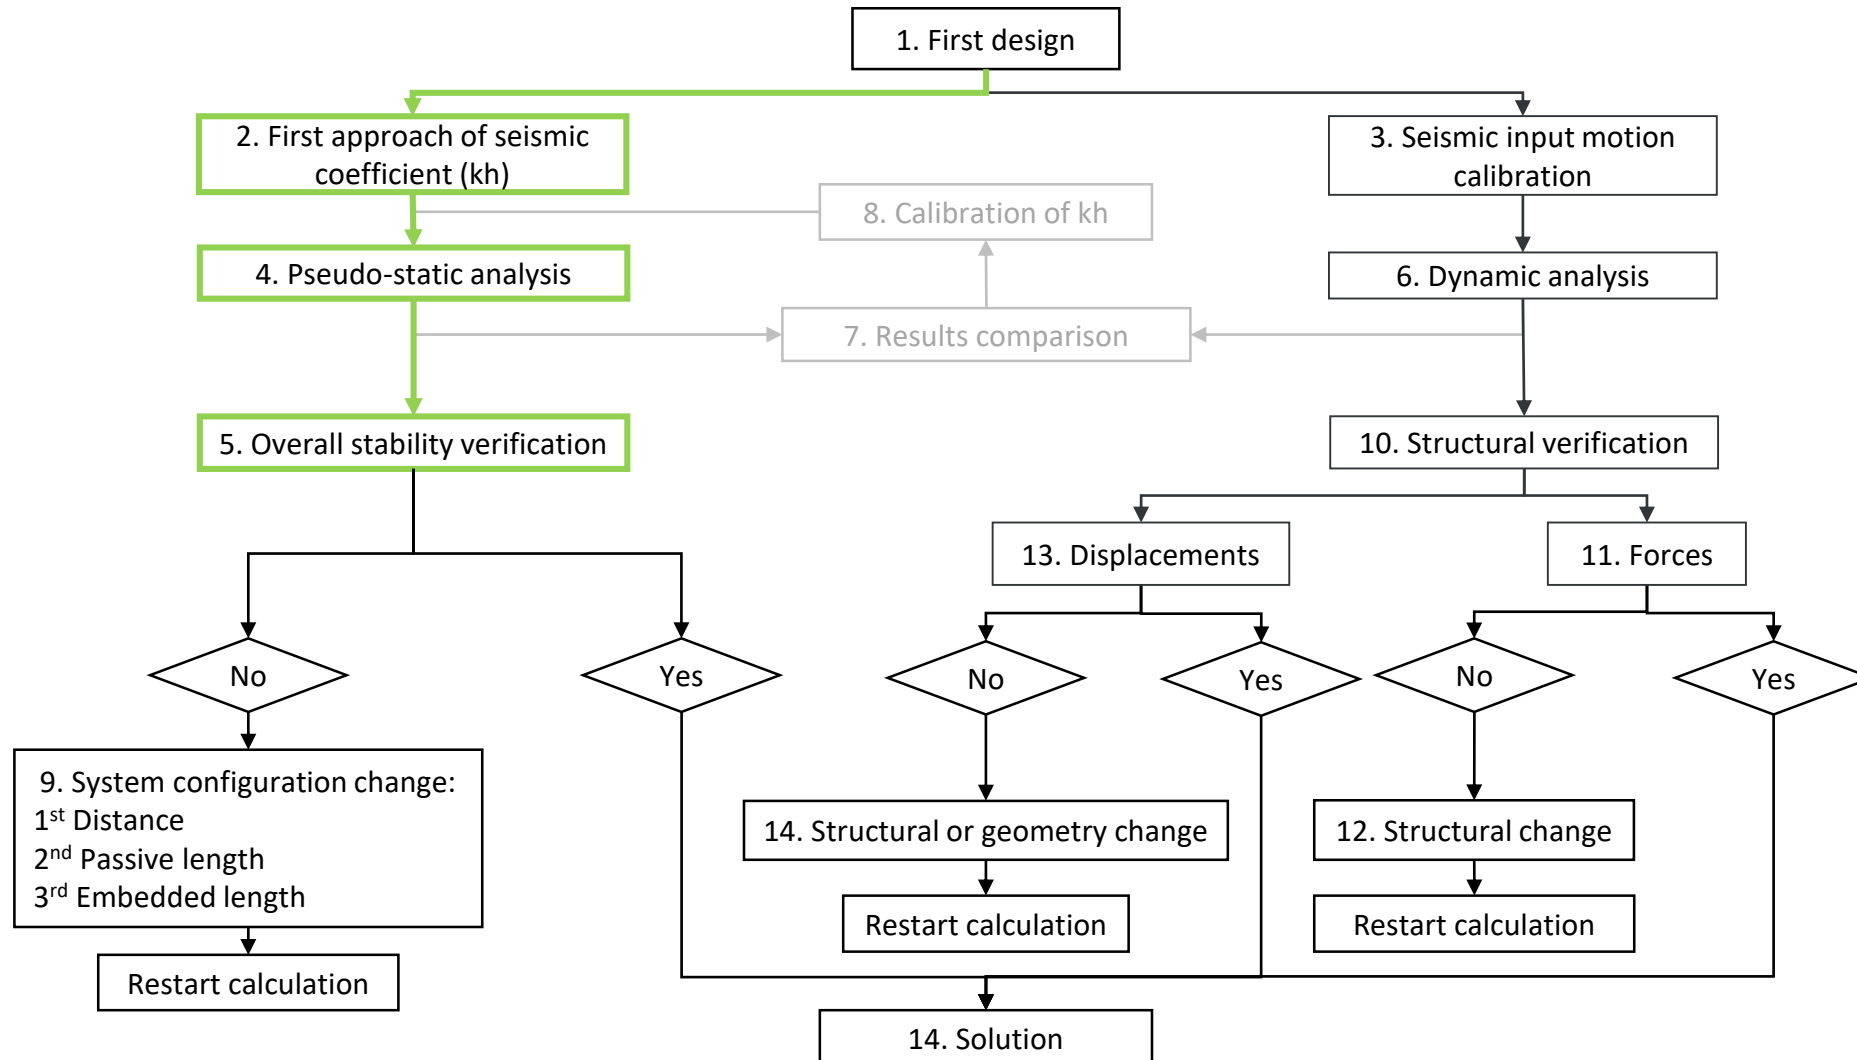 1. First design
2. First approach of seismic
coefficient (kh)
3. Seismic input motion
calibration
8. Calibration of kh
4. Pseudo-static analysis
6. Dynamic analysis
7. Results comparison
5. Overall stability verification
10. Structural verification
13. Displacements
11. Forces
No
Yes
No
Yes
No
Yes
9. System configuration change:
1st Distance
2nd Passive length
3rd Embedded length
14. Structural or geometry change
12. Structural change
Restart calculation
Restart calculation
Restart calculation
14. Solution